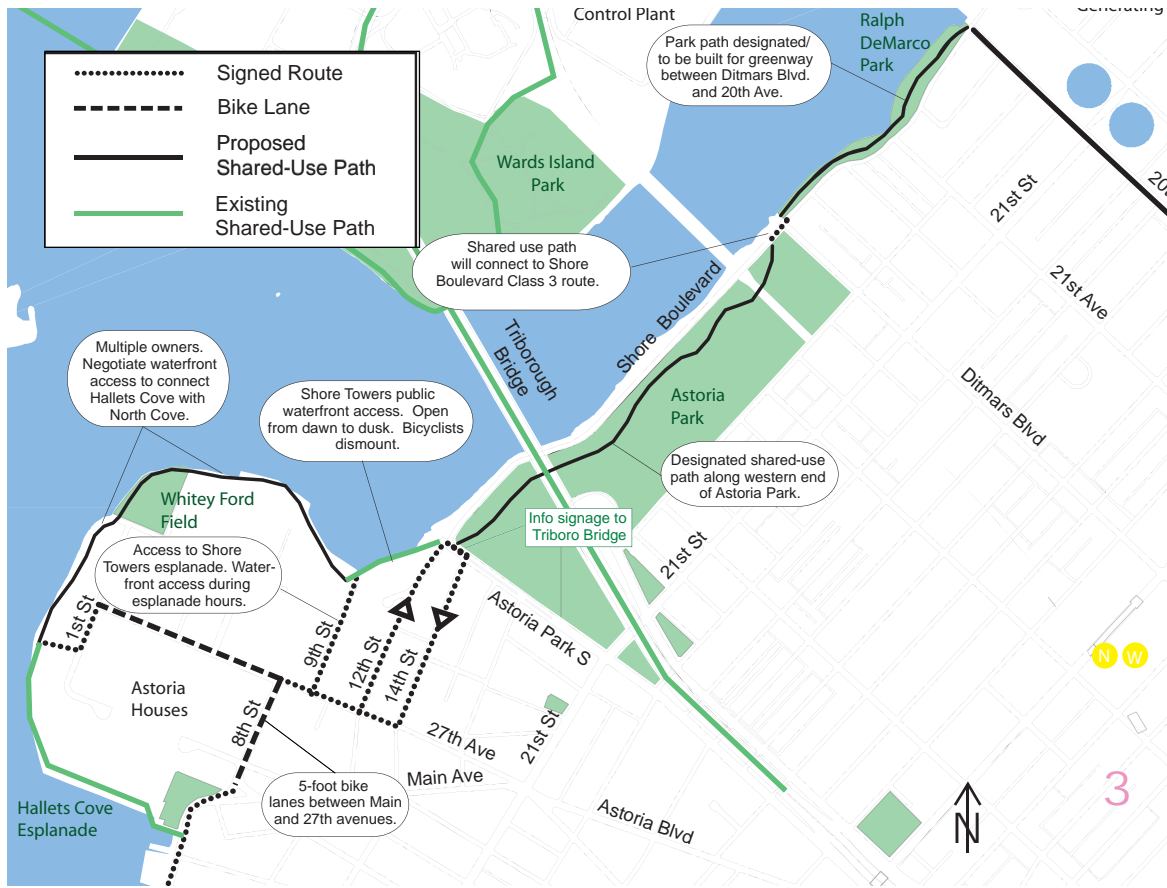 Control Plant
Generating
Ralph
DeMarco
Park
Park path designated/
to be built for greenway
between Ditmars Blvd.
and 20th Ave.
Signed Route
Bike Lane
Proposed
Shared-Use Path
Existing
Shared-Use Path
Wards Island
Park
21st St
Shared use path
will connect to Shore
Boulevard Class 3 route.
Shore Boulevard
21st Ave
Triborough
Bridge
Multiple owners.
Negotiate waterfront
access to connect
Hallets Cove with
North Cove.
Shore Towers public
waterfront access. Open
from dawn to dusk. Bicyclists
dismount.
Astoria
Park
Ditmars Blvd
Designated shared-use
path along western end
of Astoria Park.
Whitey Ford
Field
Info signage to
Triboro Bridge
Access to Shore
Towers esplanade. Water-
front access during
esplanade hours.
21st St
1st St
9th St
12th St
14th St
Astoria Park S
N W
Astoria
Houses
8th St
27th Ave
21st St
Main Ave
5-foot bike
lanes between Main
and 27th avenues.
Astoria Blvd
Hallets Cove
Esplanade
3
N